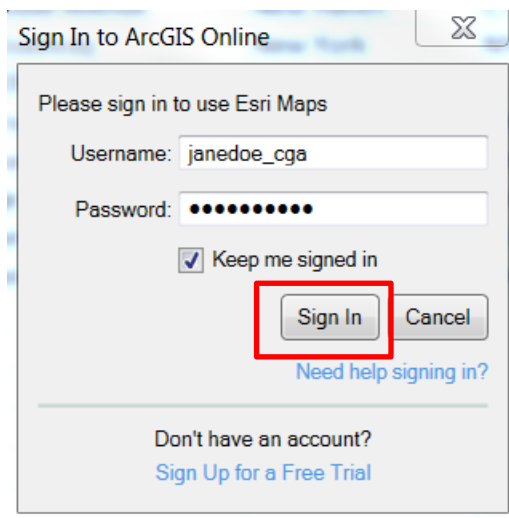 Sign In to ArcGIS Online
Please sign in to use Esri Maps
Username: janedoe_cga
Password: ●●●●●●●●●●
Keep me signed in
Sign In Cancel
Need help signing in?
Don't have an account?
Sign Up for a Free Trial